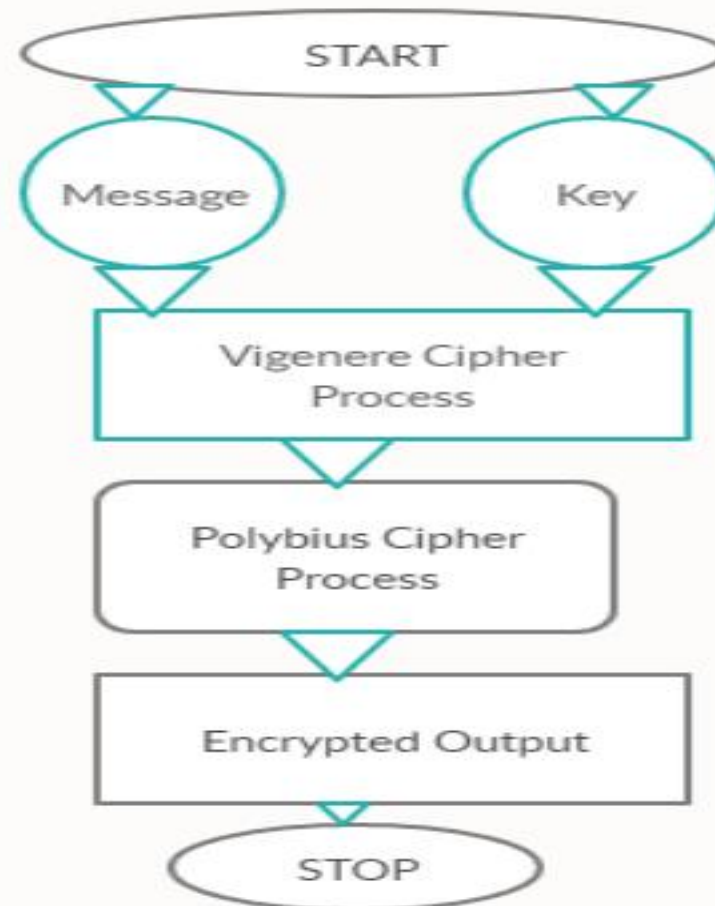 START
Message
Key
Vigenere Cipher
Process
Polybius Cipher
Process
Encrypted Output
STOP